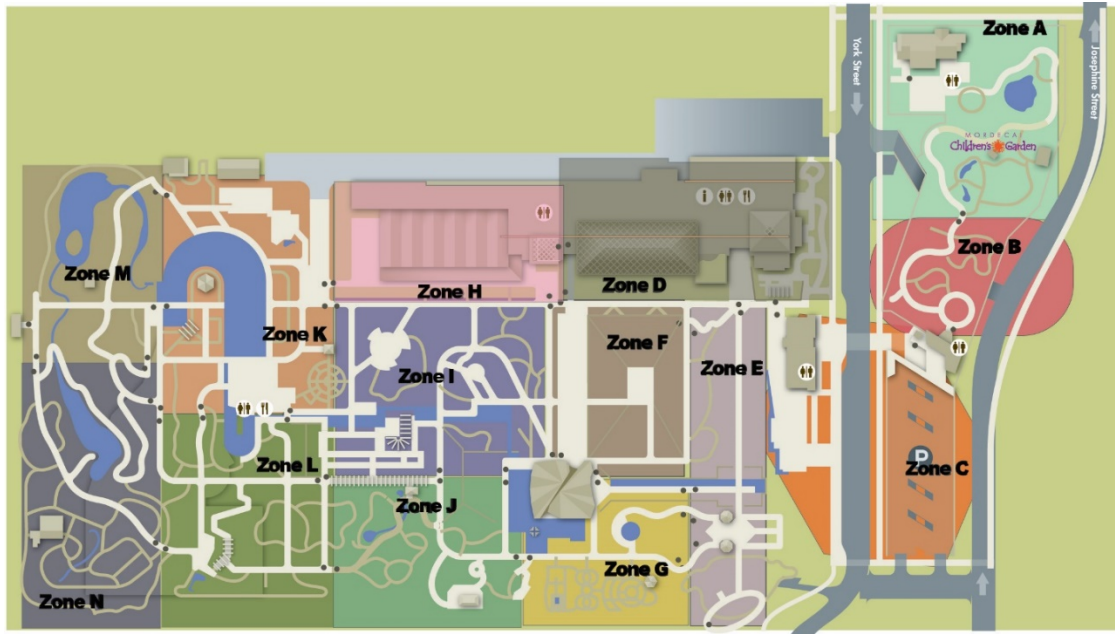 Zone A
York Street
Josephine Street
MORDECAI
Children's Garden
Zone B
Zone M
Zone H
Zone D
Zone K
Zone F
Zone I
Zone E
Zone L
P
Zone C
Zone J
Zone G
Zone N